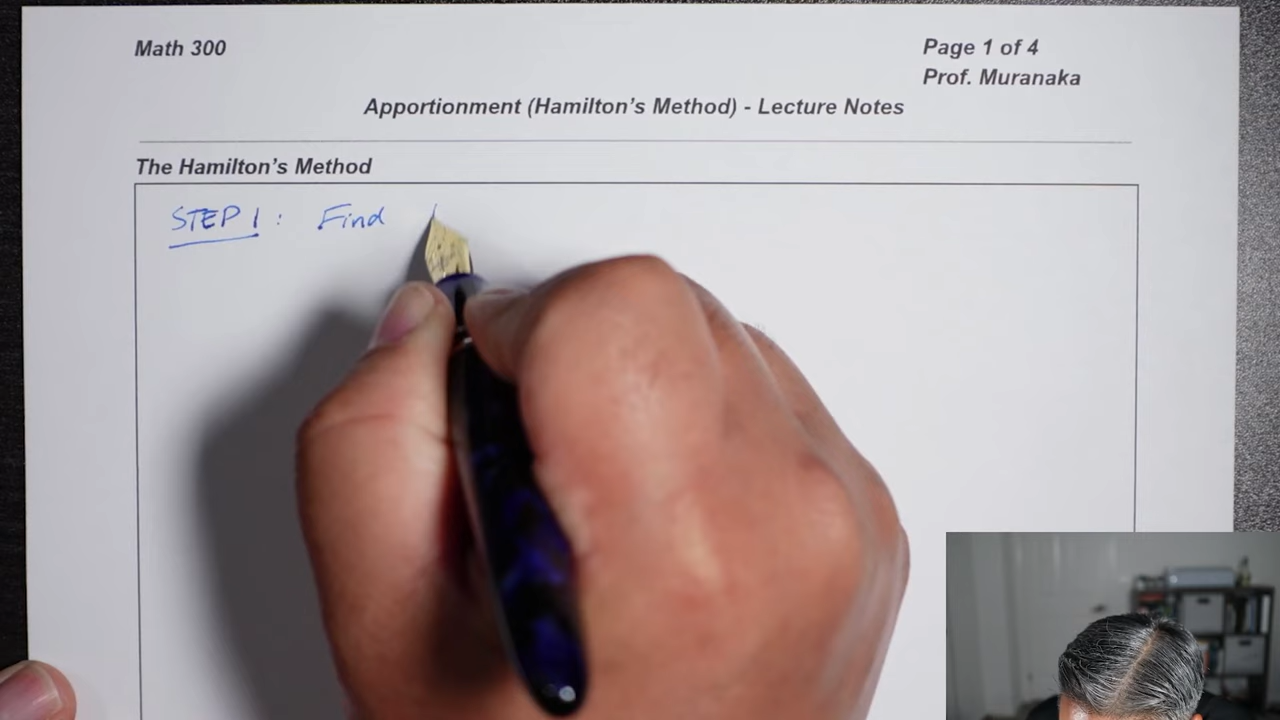 Math 300
Page 1 of 4
Prof. Muranaka
Apportionment (Hamilton’s Method) - Lecture Notes
The Hamilton’s Method
STEP 1 : Find